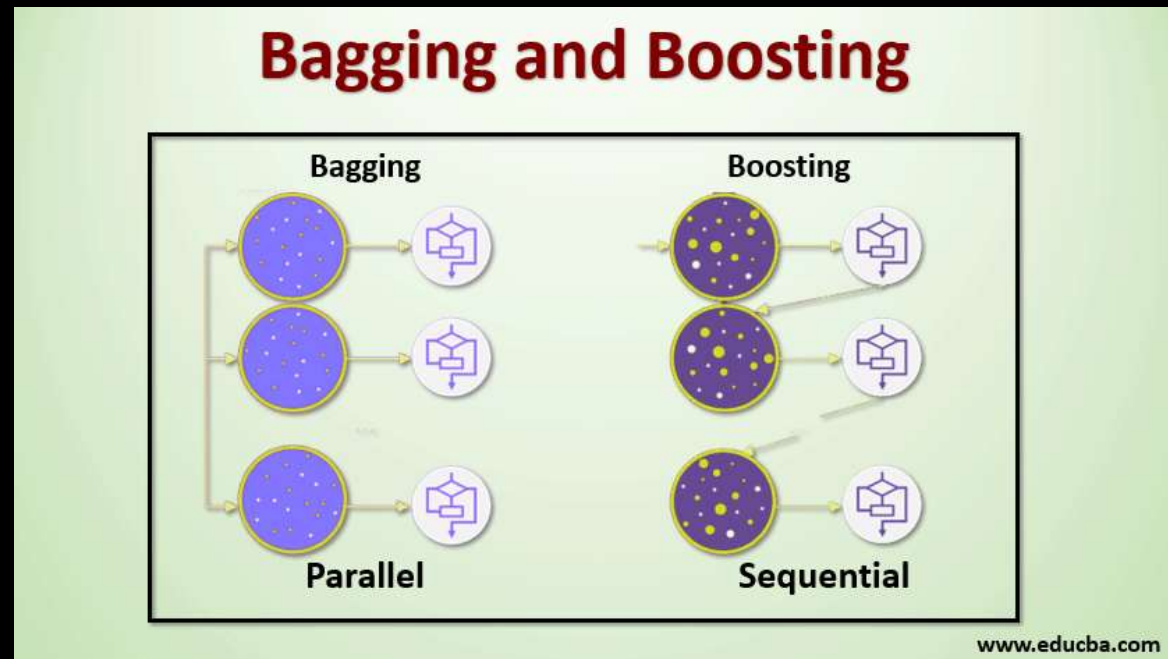 Bagging and Boosting
Bagging
Boosting
Parallel
Sequential
www.educba.com